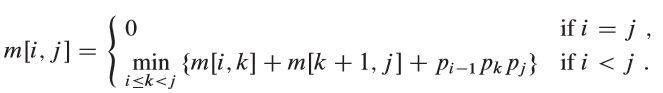 m[i, j] = { 0 if i = j ,
min_{i≤k<j} {m[i, k] + m[k + 1, j] + p_{i−1} p_k p_j} if i < j .